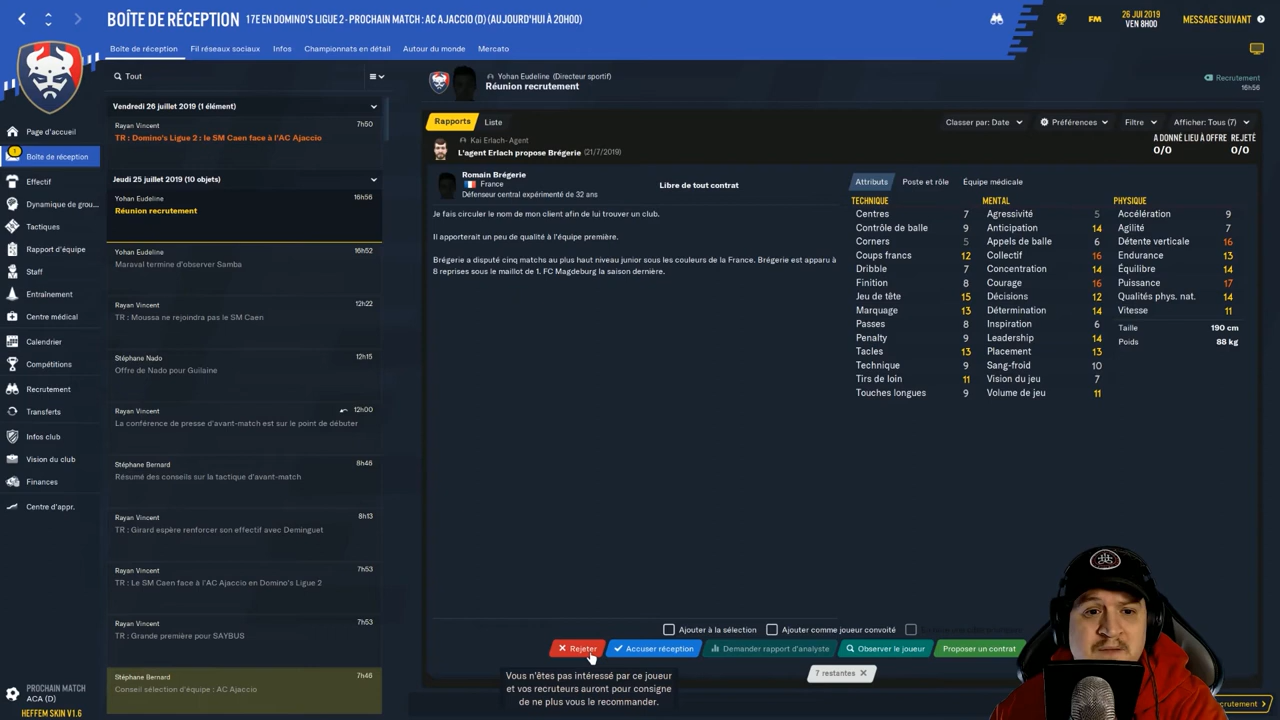 BOÎTE DE RÉCEPTION
17E EN DOMINO'S LIGUE 2 - PROCHAIN MATCH : AC AJACCIO (D) (AUJOURD'HUI À 20H00)
FM
26 JUI 2019
VEN 8H00
MESSAGE SUIVANT
Boîte de réception
Fil réseaux sociaux
Infos
Championnats en détail
Autour du monde
Mercato
Page d'accueil
1
Boîte de réception
Effectif
Dynamique de grou...
Tactiques
Rapport d'équipe
Staff
Entraînement
Centre médical
Calendrier
Compétitions
Recrutement
Transferts
Infos club
Vision du club
Finances
Centre d'appr.
PROCHAIN MATCH
ACA (D)
HEFFEM SKIN V1.6
Tout
Vendredi 26 juillet 2019 (1 élément)
Rayan Vincent 7h50
TR : Domino's Ligue 2 : le SM Caen face à l'AC Ajaccio
Jeudi 25 juillet 2019 (10 objets)
Yohan Eudeline 16h56
Réunion recrutement
Yohan Eudeline 16h52
Maraval termine d'observer Samba
Rayan Vincent 12h22
TR : Moussa ne rejoindra pas le SM Caen
Stéphane Nado 12h15
Offre de Nado pour Guilaine
Rayan Vincent 12h00
La conférence de presse d'avant-match est sur le point de débuter
Stéphane Bernard 8h46
Résumé des conseils sur la tactique d'avant-match
Rayan Vincent 8h13
TR : Girard espère renforcer son effectif avec Deminguet
Rayan Vincent 7h53
TR : Le SM Caen face à l'AC Ajaccio en Domino's Ligue 2
Rayan Vincent 7h53
TR : Grande première pour SAYBUS
Stéphane Bernard 7h46
Conseil sélection d'équipe : AC Ajaccio
Yohan Eudeline (Directeur sportif)
Réunion recrutement
Recrutement
16h56
Rapports
Liste
Classer par: Date
Préférences
Filtre
Afficher: Tous (7)
Kai Erlach- Agent
L'agent Erlach propose Brégerie (21/7/2019)
A DONNÉ LIEU À OFFRE REJETÉ
0/0 0/0
Romain Brégerie
France
Défenseur central expérimenté de 32 ans
Libre de tout contrat
Je fais circuler le nom de mon client afin de lui trouver un club.
Il apporterait un peu de qualité à l'équipe première.
Brégerie a disputé cinq matchs au plus haut niveau junior sous les couleurs de la France. Brégerie est apparu à
8 reprises sous le maillot de 1. FC Magdeburg la saison dernière.
Attributs
Poste et rôle
Équipe médicale
TECHNIQUE
Centres 7
Contrôle de balle 9
Corners 5
Coups francs 12
Dribble 7
Finition 8
Jeu de tête 15
Marquage 13
Passes 8
Penalty 9
Tacles 13
Technique 9
Tirs de loin 11
Touches longues 9
MENTAL
Agressivité 5
Anticipation 14
Appels de balle 6
Collectif 16
Concentration 14
Courage 16
Décisions 12
Détermination 14
Inspiration 6
Leadership 14
Placement 13
Sang-froid 10
Vision du jeu 7
Volume de jeu 11
PHYSIQUE
Accélération 9
Agilité 7
Détente verticale 16
Endurance 13
Équilibre 14
Puissance 17
Qualités phys. nat. 14
Vitesse 11
Taille 190 cm
Poids 88 kg
Ajouter à la sélection
Ajouter comme joueur convoité
Rejeter
Accuser réception
Demander rapport d'analyste
Observer le joueur
Proposer un contrat
Vous n'êtes pas intéressé par ce joueur
et vos recruteurs auront pour consigne
de ne plus vous le recommander.
7 restantes